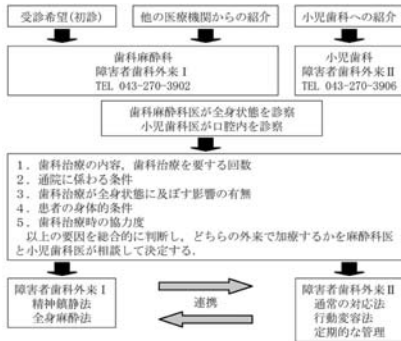 受診希望(初診)
他の医療機関からの紹介
小児歯科への紹介
歯科麻酔科
障害者歯科外来Ⅰ
TEL 043-270-3902
小児歯科
障害者歯科外来Ⅱ
TEL 043-270-3906
歯科麻酔科医が全身状態を診察
小児歯科医が口腔内を診察
1．歯科治療の内容，歯科治療を要する回数
2．通院に係わる条件
3．歯科治療が全身状態に及ぼす影響の有無
4．患者の身体的条件
5．歯科治療時の協力度
以上の要因を総合的に判断し，どちらの外来で加療するかを麻酔科医
と小児歯科医が相談して決定する．
障害者歯科外来Ⅰ
精神鎮静法
全身麻酔法
連携
障害者歯科外来Ⅱ
通常の対応法
行動変容法
定期的な管理